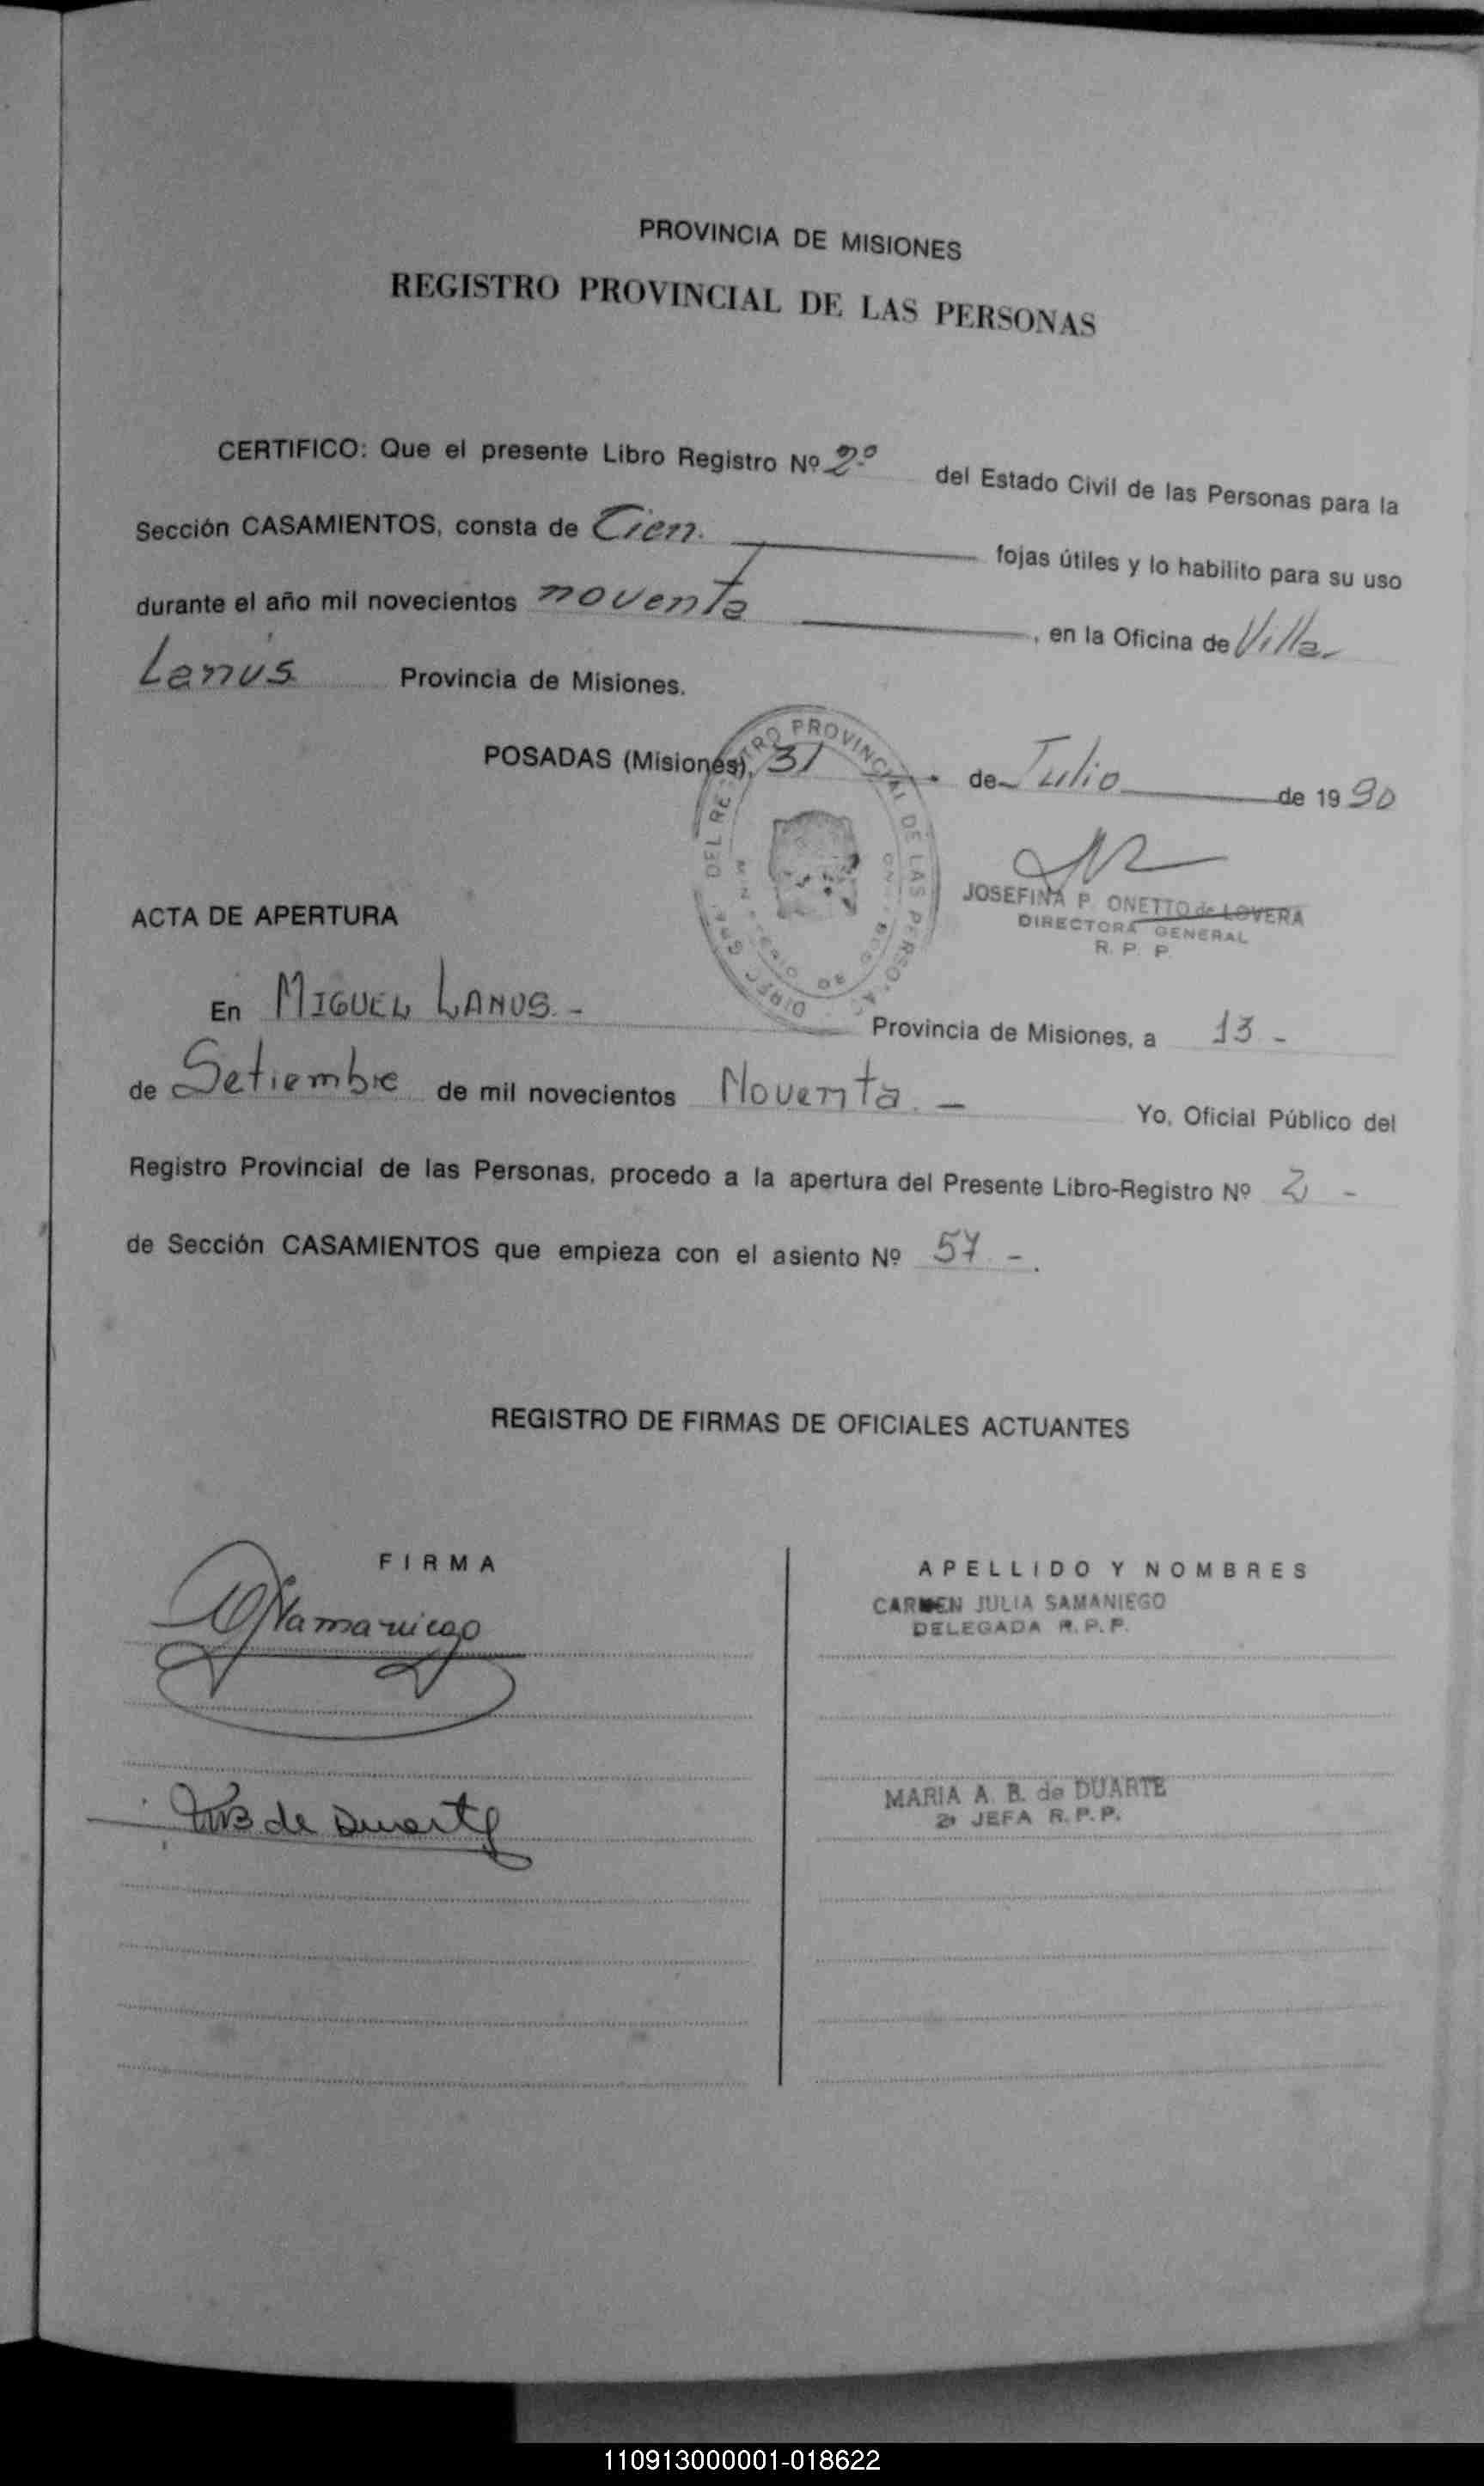 PROVINCIA DE MISIONES
REGISTRO PROVINCIAL DE LAS PERSONAS
CERTIFICO: Que el presente Libro Registro Nº 2º del Estado Civil de las Personas para la
Sección CASAMIENTOS, consta de Cien. fojas útiles y lo habilito para su uso
durante el año mil novecientos noventa, en la Oficina de Villa
Lanús Provincia de Misiones.
POSADAS (Misiones), 31 de Julio de 1990
JOSEFINA P. ONETTO de LOVERA
DIRECTORA GENERAL
R. P. P.
ACTA DE APERTURA
En MIGUEL LANUS. - Provincia de Misiones, a 13 -
de Setiembre de mil novecientos Noventa. - Yo, Oficial Público del
Registro Provincial de las Personas, procedo a la apertura del Presente Libro-Registro Nº 2 -
de Sección CASAMIENTOS que empieza con el asiento Nº 57 - .
REGISTRO DE FIRMAS DE OFICIALES ACTUANTES
FIRMA APELLIDO Y NOMBRES
CARMEN JULIA SAMANIEGO
DELEGADA R.P.P.
Samaniego
MARIA A. B. de DUARTE
2ª JEFA R.P.P.
de Duarte
110913000001-018622